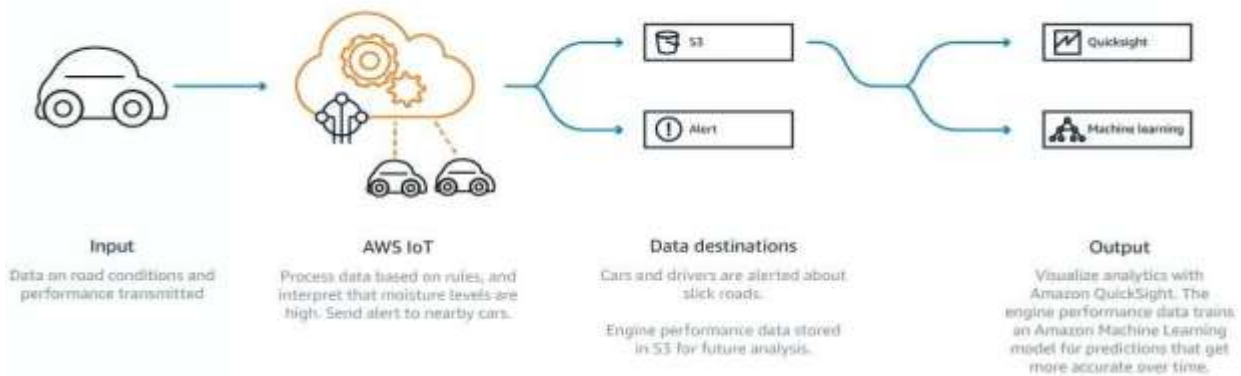 S3
Quicksight
Alert
Machine learning
Input
Data on road conditions and
performance transmitted
AWS IoT
Process data based on rules, and
interpret that moisture levels are
high. Send alert to nearby cars.
Data destinations
Cars and drivers are alerted about
slick roads.
Engine performance data stored
in S3 for future analysis.
Output
Visualize analytics with
Amazon QuickSight. The
engine performance data trains
an Amazon Machine Learning
model for predictions that get
more accurate over time.